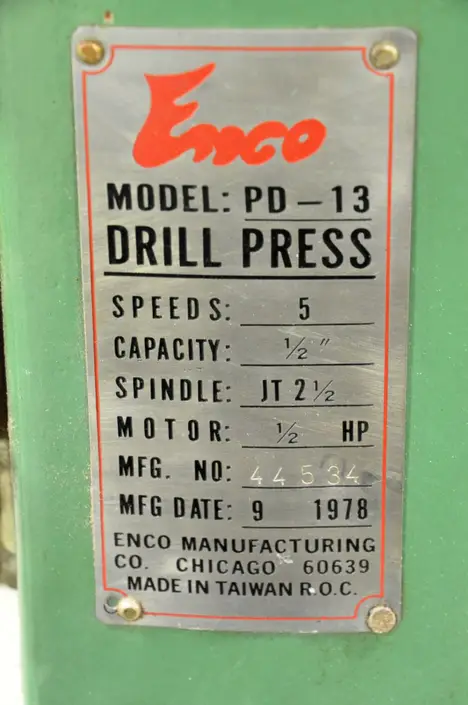 Enco
MODEL: PD-13
DRILL PRESS
SPEEDS: 5
CAPACITY: ½"
SPINDLE: JT 2½
MOTOR: ½ HP
MFG. NO: 44534
MFG DATE: 9 1978
ENCO MANUFACTURING
CO. CHICAGO 60639
MADE IN TAIWAN R.O.C.